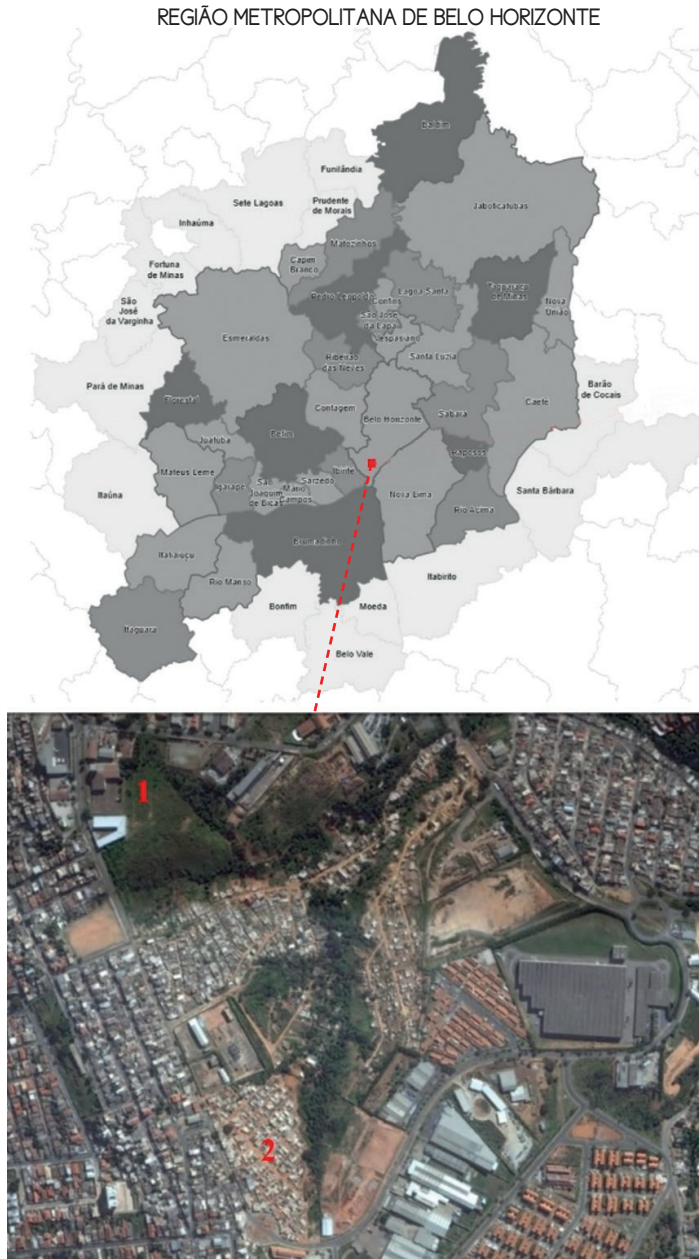 REGIÃO METROPOLITANA DE BELO HORIZONTE
Baldim
Funilândia
Sete Lagoas
Prudente
de Morais
Jaboticatubas
Inhaúma
Matozinhos
Capim
Branco
Fortuna
de Minas
Pedro Leopoldo
Confins
Lagoa Santa
Taquaraçu
de Minas
Nova
União
São
José
da Varginha
São José
da Lapa
Vespasiano
Esmeraldas
Ribeirão
das Neves
Santa Luzia
Pará de Minas
Barão
de Cocais
Florestal
Contagem
Belo Horizonte
Sabará
Caeté
Juatuba
Betim
Mateus Leme
Ibirité
Raposos
Itaúna
Igarapé
São
Joaquim
de Bicas
Mário
Campos
Sarzedo
Nova Lima
Santa Bárbara
Rio Acima
Brumadinho
Itatiaiuçu
Rio Manso
Itabirito
Bonfim
Moeda
Itaguara
Belo Vale
1
2